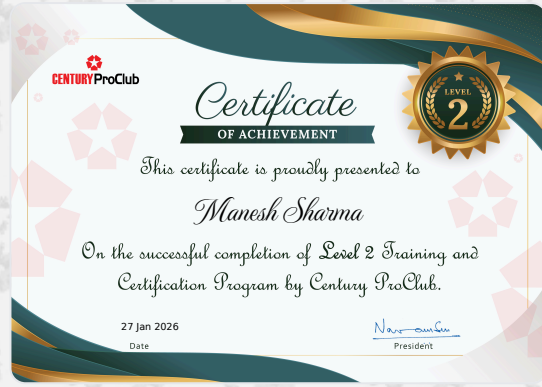 CENTURY ProClub
Certificate
OF ACHIEVEMENT
LEVEL
2
This certificate is proudly presented to
Manesh Sharma
On the successful completion of Level 2 Training and
Certification Program by Century ProClub.
27 Jan 2026
Date
President